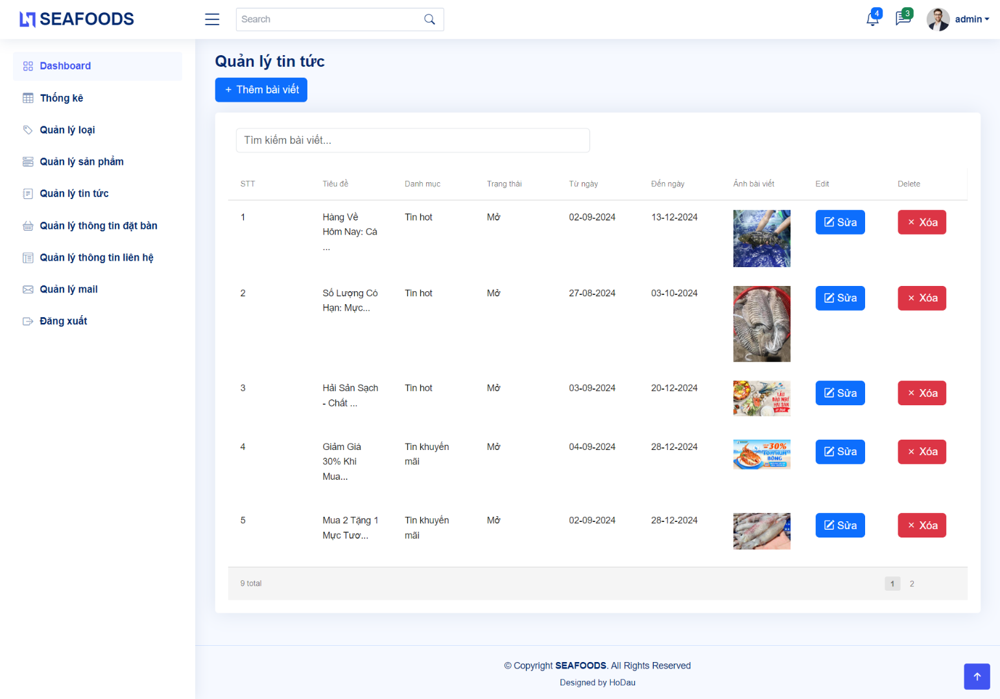 SEAFOODS
Search
4
3
admin
Dashboard
Thống kê
Quản lý loại
Quản lý sản phẩm
Quản lý tin tức
Quản lý thông tin đặt bàn
Quản lý thông tin liên hệ
Quản lý mail
Đăng xuất
Quản lý tin tức
+ Thêm bài viết
Tìm kiếm bài viết...
STT Tiêu đề Danh mục Trạng thái Từ ngày Đến ngày Ảnh bài viết Edit Delete
1 Hàng Về Tin hot Mở 02-09-2024 13-12-2024 Sửa × Xóa
Hôm Nay: Cá
...
2 Số Lượng Có Tin hot Mở 27-08-2024 03-10-2024 Sửa × Xóa
Hạn: Mực...
3 Hải Sản Sạch Tin hot Mở 03-09-2024 20-12-2024 Sửa × Xóa
- Chất ...
LẨU
HẢI SẢN
4 Giảm Giá Tin khuyến Mở 04-09-2024 28-12-2024 Sửa × Xóa
30% Khi mãi
Mua...
-30%
TÔM HÙM
BÔNG
5 Mua 2 Tặng 1 Tin khuyến Mở 02-09-2024 28-12-2024 Sửa × Xóa
Mực Tươ... mãi
9 total
1 2
© Copyright SEAFOODS. All Rights Reserved
Designed by HoDau